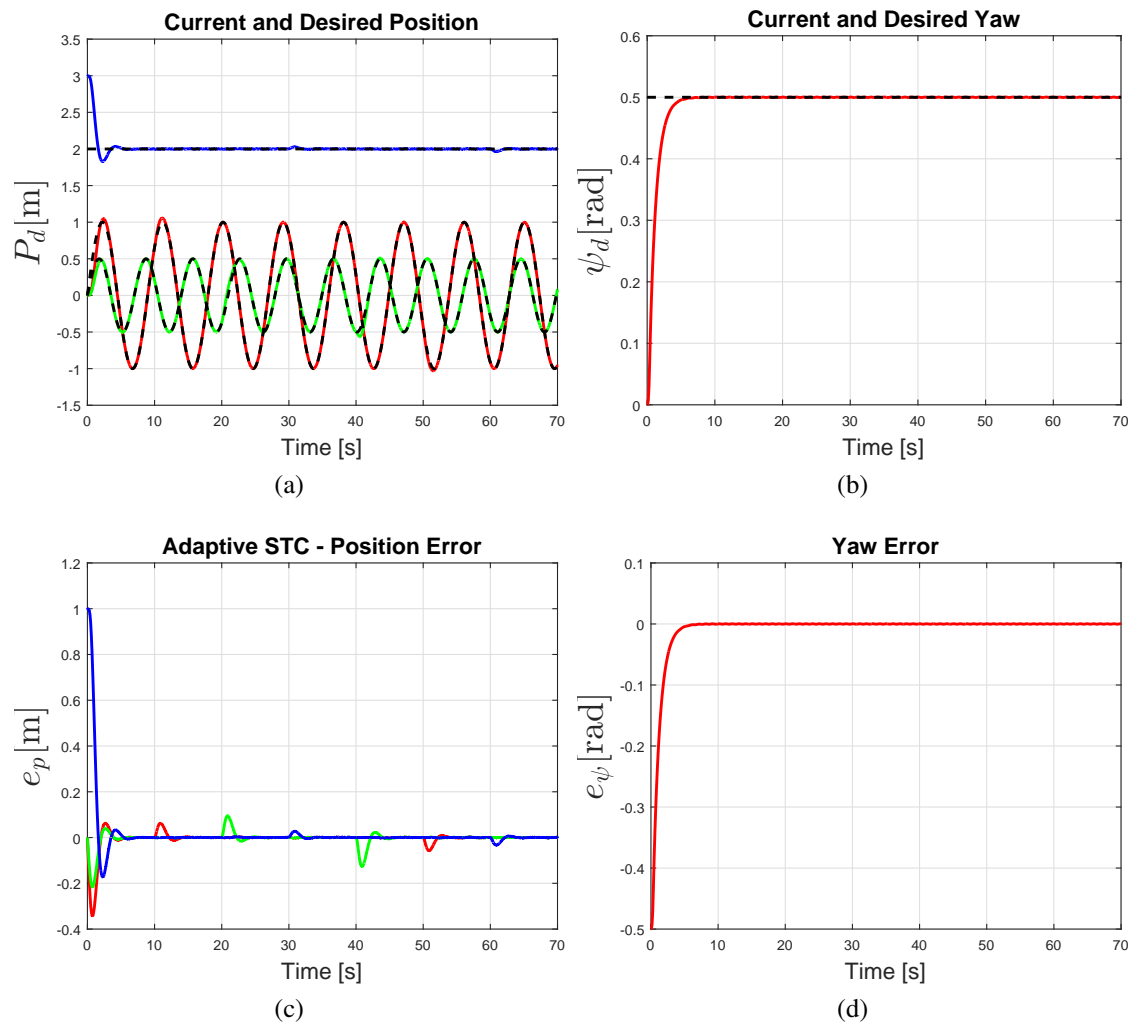 Current and Desired Position
3.5
3
2.5
2
1.5
1
0.5
0
-0.5
-1
-1.5
P_d[m]
0 10 20 30 40 50 60 70
Time [s]
(a)
Current and Desired Yaw
0.6
0.5
0.4
0.3
0.2
0.1
0
ψ_d[rad]
0 10 20 30 40 50 60 70
Time [s]
(b)
Adaptive STC - Position Error
1.2
1
0.8
0.6
0.4
0.2
0
-0.2
-0.4
e_p[m]
0 10 20 30 40 50 60 70
Time [s]
(c)
Yaw Error
0.1
0
-0.1
-0.2
-0.3
-0.4
-0.5
e_ψ[rad]
0 10 20 30 40 50 60 70
Time [s]
(d)